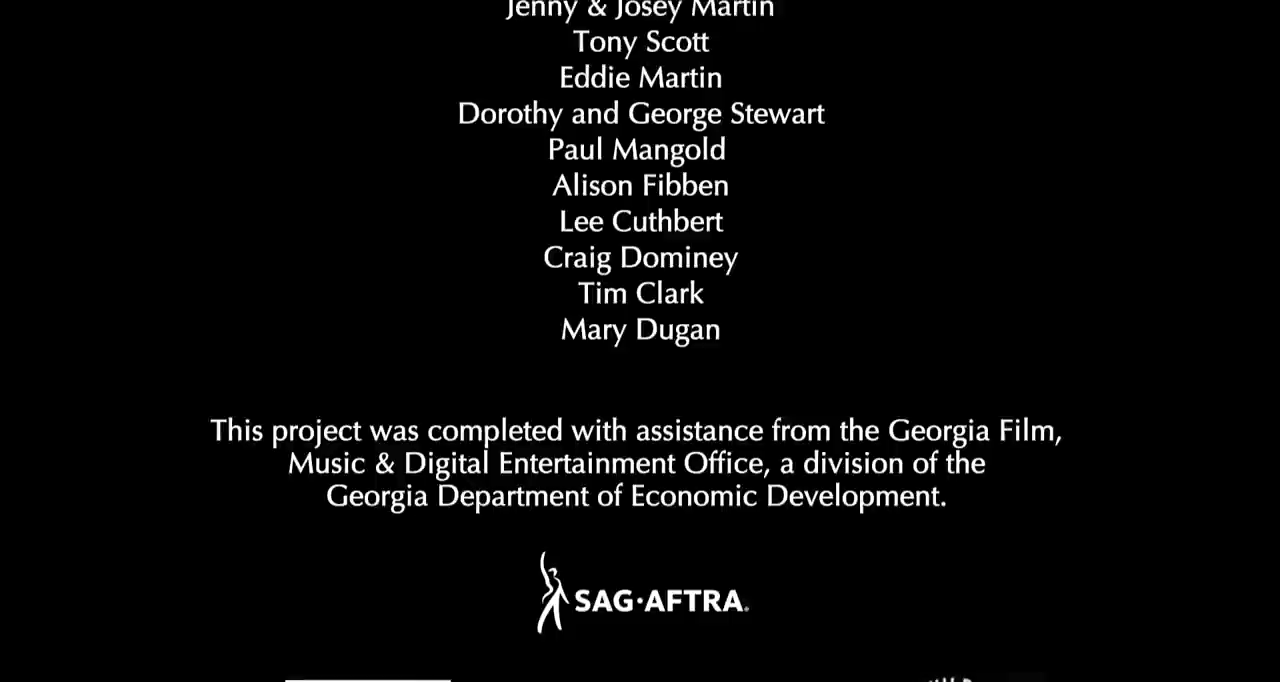 Jenny & Josey Martin
Tony Scott
Eddie Martin
Dorothy and George Stewart
Paul Mangold
Alison Fibben
Lee Cuthbert
Craig Dominey
Tim Clark
Mary Dugan
This project was completed with assistance from the Georgia Film,
Music & Digital Entertainment Office, a division of the
Georgia Department of Economic Development.
SAG·AFTRA®